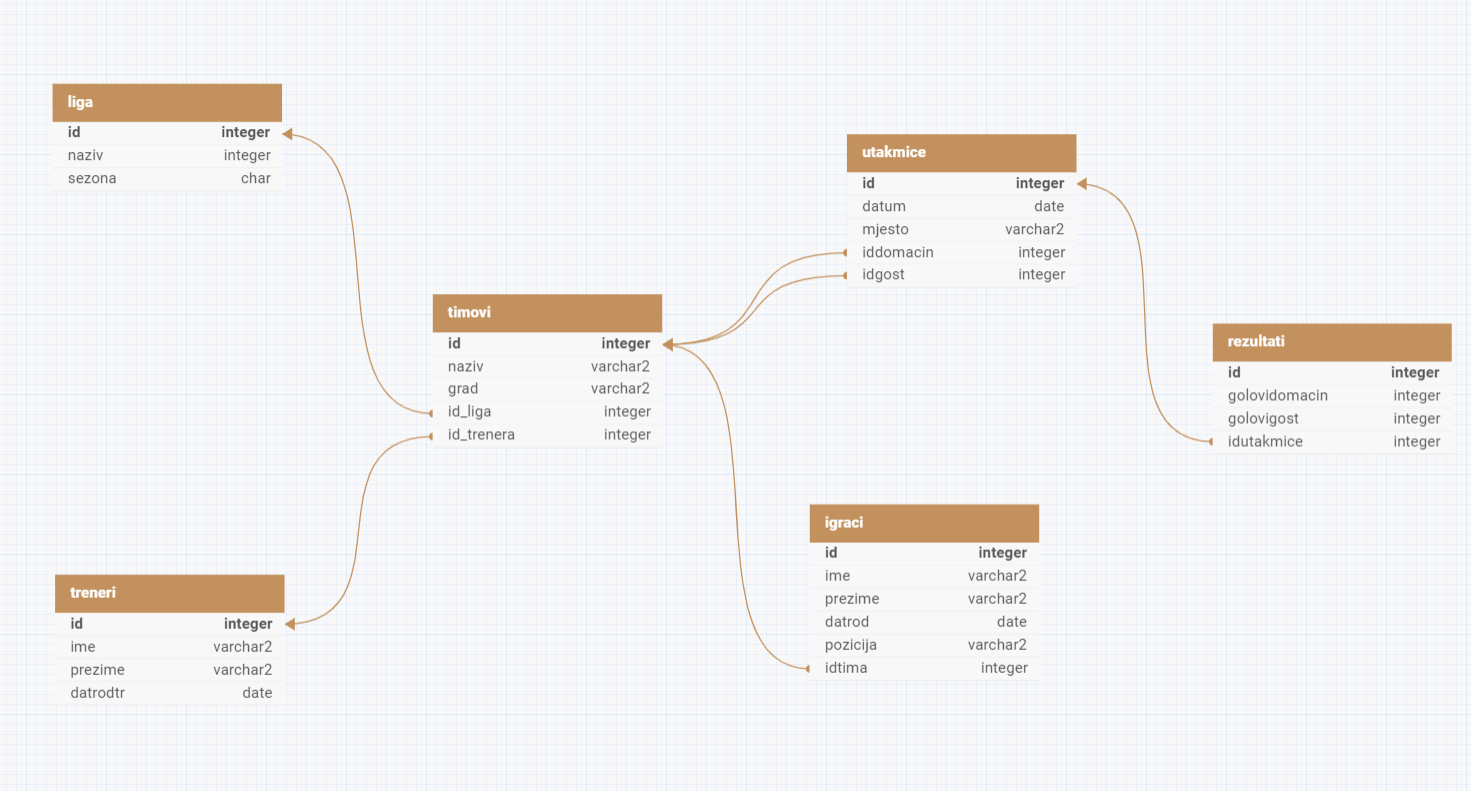 liga
id integer
naziv integer
sezona char
timovi
id integer
naziv varchar2
grad varchar2
id_liga integer
id_trenera integer
treneri
id integer
ime varchar2
prezime varchar2
datrodtr date
utakmice
id integer
datum date
mjesto varchar2
iddomacin integer
idgost integer
igraci
id integer
ime varchar2
prezime varchar2
datrod date
pozicija varchar2
idtima integer
rezultati
id integer
golovidomacin integer
golovigost integer
idutakmice integer